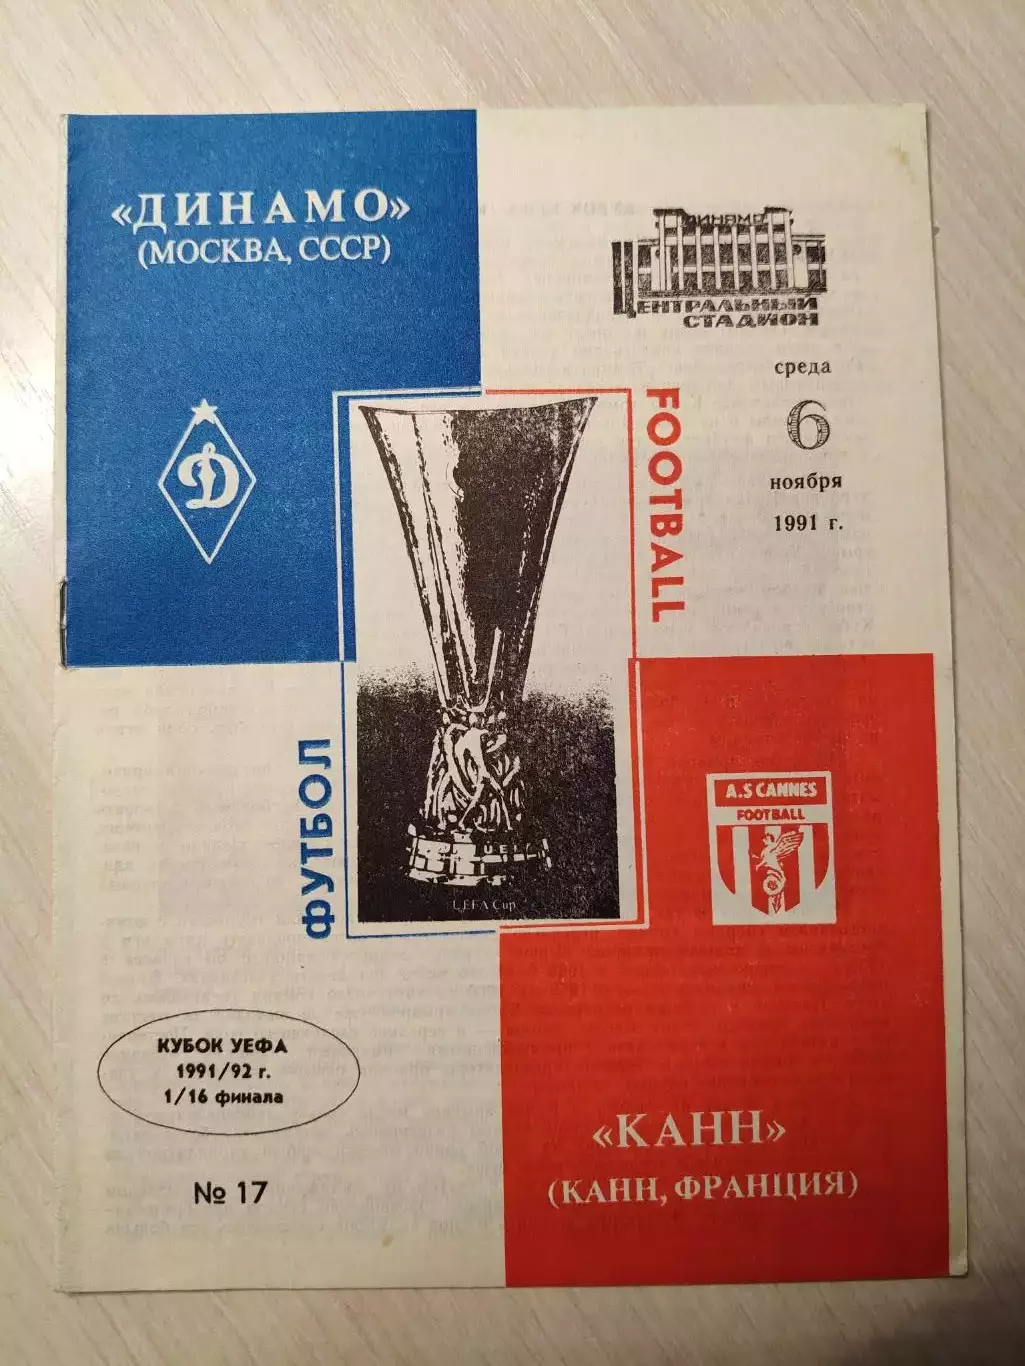 «ДИНАМО»
(МОСКВА, СССР)
ДИНАМО
ЦЕНТРАЛЬНЫЙ
СТАДИОН
среда
6
ноября
1991 г.
Д
FOOTBALL
ФУТБОЛ
UEFA Cup
A.S CANNES
FOOTBALL
КУБОК УЕФА
1991/92 г.
1/16 финала
№ 17
«КАНН»
(КАНН, ФРАНЦИЯ)